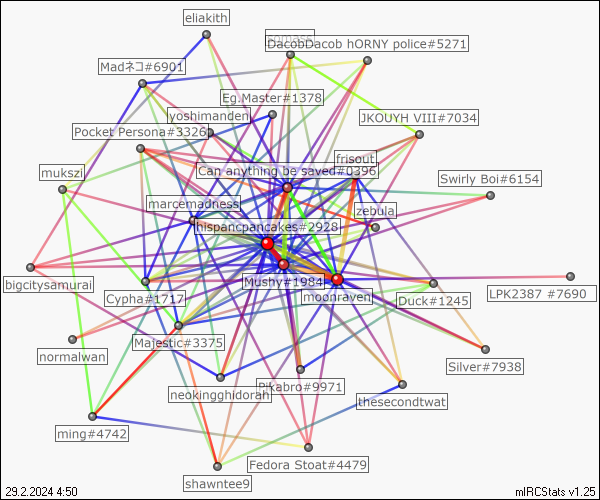 eliakith
DacobDacob hORNY police#5271
Madネコ#6901
Eg.Master#1378
yoshimanden
JKOUYH VIII#7034
Pocket Persona#3326
frisout
Can anything be saved#0396
mukszi
Swirly Boi#6154
marcemadness
zebula
hispancpancakes#2928
bigcitysamurai
Mushy#1984
LPK2387 #7690
Cypha#1717
moonraven
Duck#1245
Majestic#3375
normalwan
Silver#7938
Pikabro#9971
neokingghidorah
thesecondtwat
ming#4742
Fedora Stoat#4479
shawntee9
29.2.2024 4:50
mIRCStats v1.25